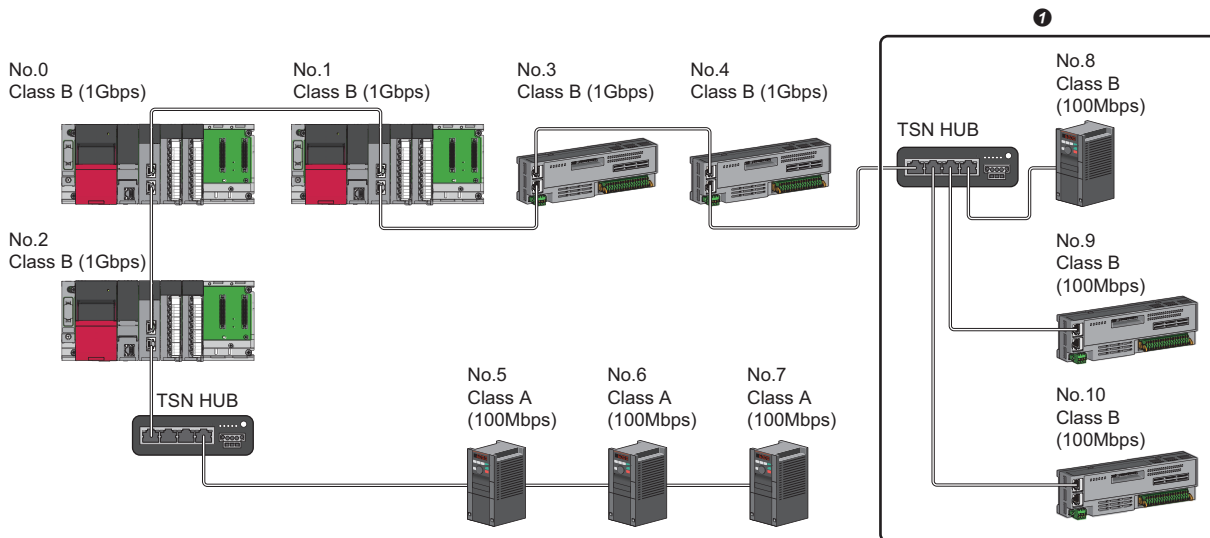 ❶
No.0
Class B (1Gbps)
No.1
Class B (1Gbps)
No.3
Class B (1Gbps)
No.4
Class B (1Gbps)
No.8
Class B
(100Mbps)
TSN HUB
No.2
Class B (1Gbps)
No.9
Class B
(100Mbps)
TSN HUB
No.5
Class A
(100Mbps)
No.6
Class A
(100Mbps)
No.7
Class A
(100Mbps)
No.10
Class B
(100Mbps)